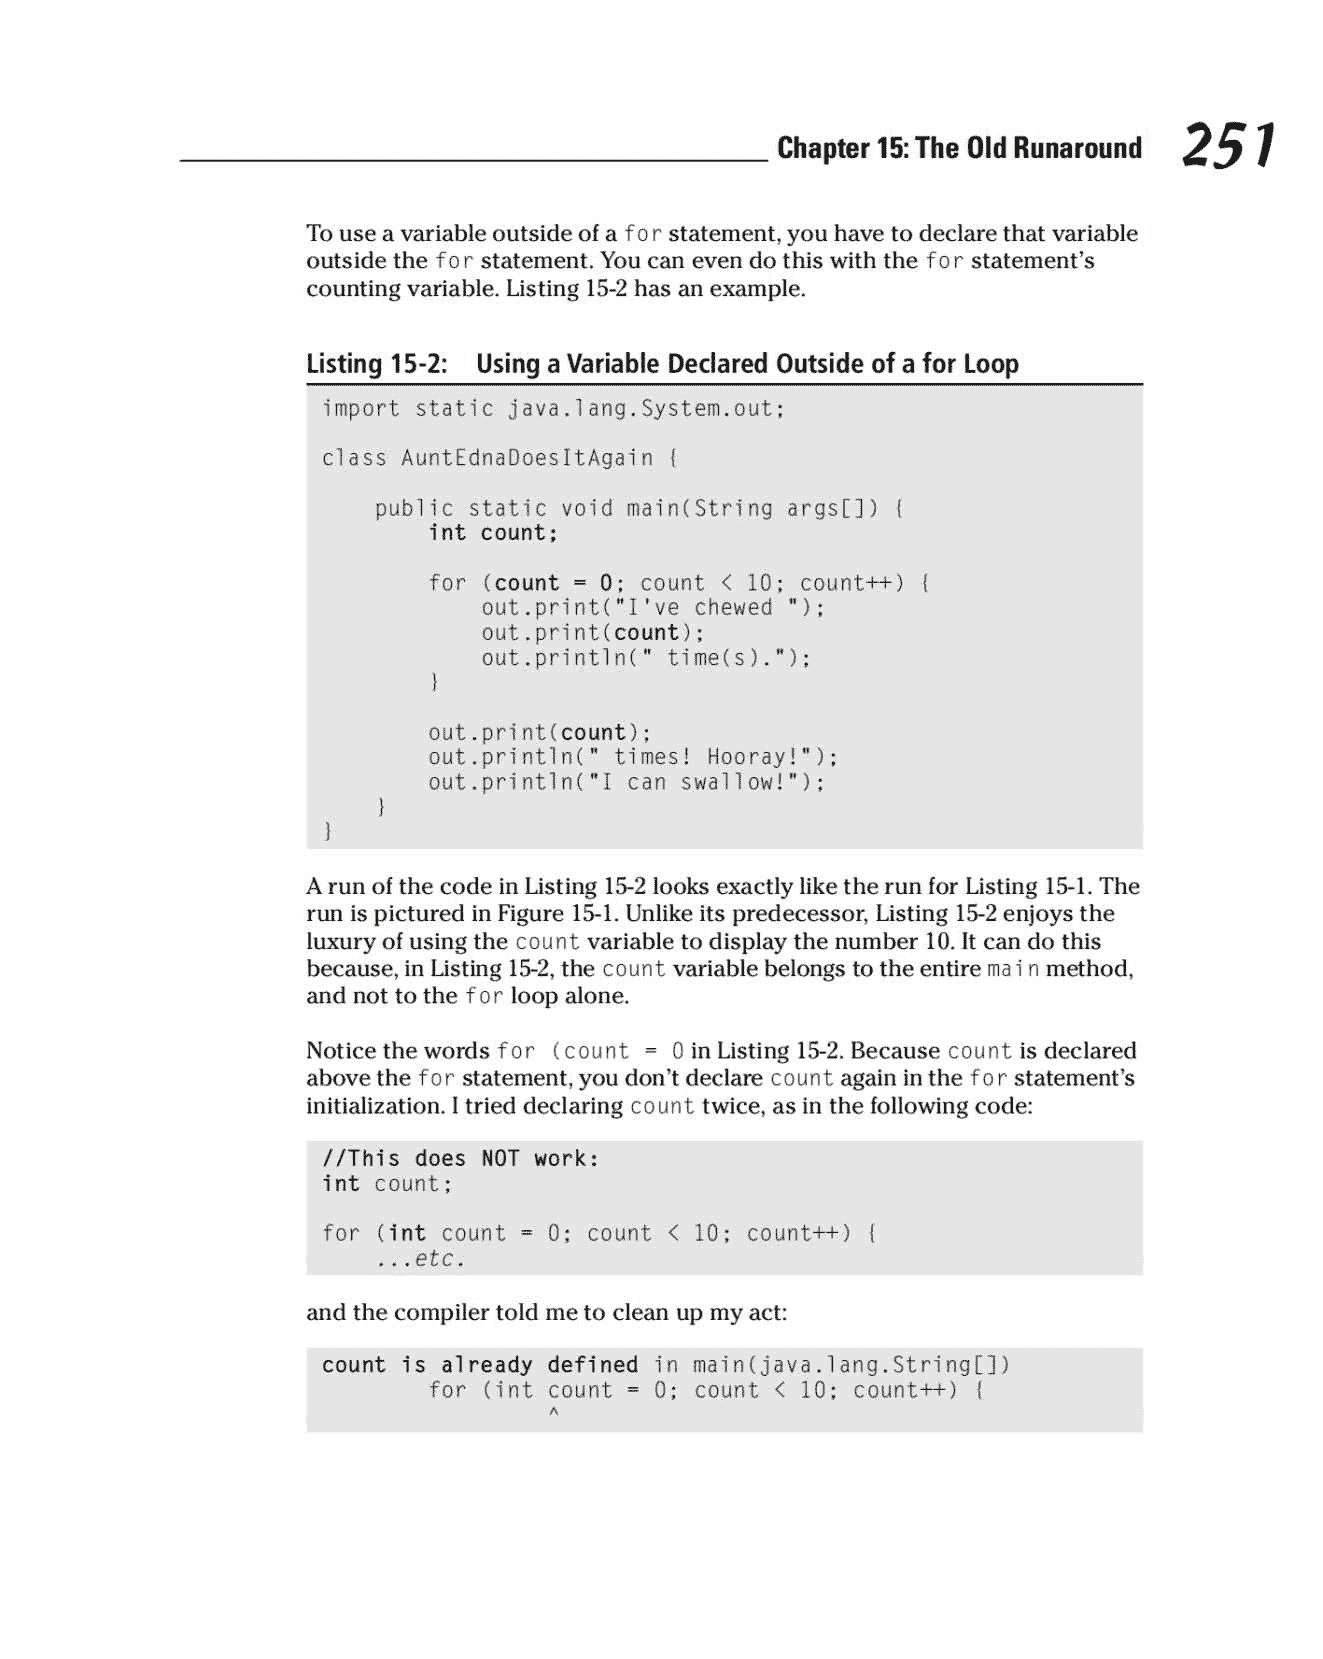 Chapter 15: The Old Runaround 251
To use a variable outside of a for statement, you have to declare that variable
outside the for statement. You can even do this with the for statement’s
counting variable. Listing 15-2 has an example.
Listing 15-2: Using a Variable Declared Outside of a for Loop
import static java.lang.System.out;
class AuntEdnaDoesItAgain {
public static void main(String args[]) {
int count;
for (count = 0; count < 10; count++) {
out.print("I've chewed ");
out.print(count);
out.println(" time(s).");
}
out.print(count);
out.println(" times! Hooray!");
out.println("I can swallow!");
}
}
A run of the code in Listing 15-2 looks exactly like the run for Listing 15-1. The
run is pictured in Figure 15-1. Unlike its predecessor, Listing 15-2 enjoys the
luxury of using the count variable to display the number 10. It can do this
because, in Listing 15-2, the count variable belongs to the entire main method,
and not to the for loop alone.
Notice the words for (count = 0 in Listing 15-2. Because count is declared
above the for statement, you don’t declare count again in the for statement’s
initialization. I tried declaring count twice, as in the following code:
//This does NOT work:
int count;
for (int count = 0; count < 10; count++) {
...etc.
and the compiler told me to clean up my act:
count is already defined in main(java.lang.String[])
for (int count = 0; count < 10; count++) {
^